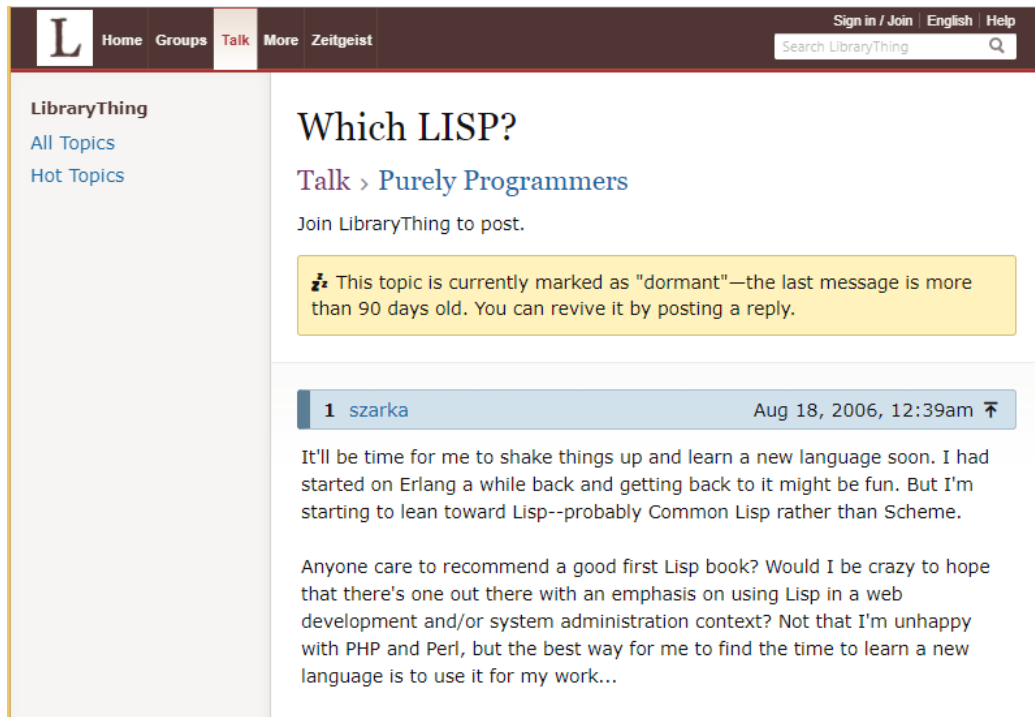 L Home Groups Talk More Zeitgeist
Sign in / Join English Help
Search LibraryThing
LibraryThing
All Topics
Hot Topics
Which LISP?
Talk › Purely Programmers
Join LibraryThing to post.
This topic is currently marked as "dormant"—the last message is more
than 90 days old. You can revive it by posting a reply.
1 szarka Aug 18, 2006, 12:39am
It'll be time for me to shake things up and learn a new language soon. I had
started on Erlang a while back and getting back to it might be fun. But I'm
starting to lean toward Lisp--probably Common Lisp rather than Scheme.
Anyone care to recommend a good first Lisp book? Would I be crazy to hope
that there's one out there with an emphasis on using Lisp in a web
development and/or system administration context? Not that I'm unhappy
with PHP and Perl, but the best way for me to find the time to learn a new
language is to use it for my work...